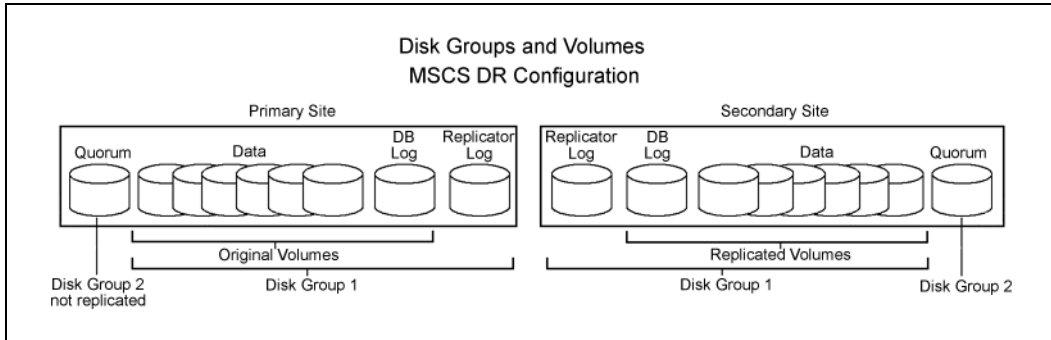 Disk Groups and Volumes
MSCS DR Configuration
Primary Site
Quorum
Data
DB
Log
Replicator
Log
Original Volumes
Disk Group 2
not replicated
Disk Group 1
Secondary Site
Replicator
Log
DB
Log
Data
Quorum
Replicated Volumes
Disk Group 1
Disk Group 2